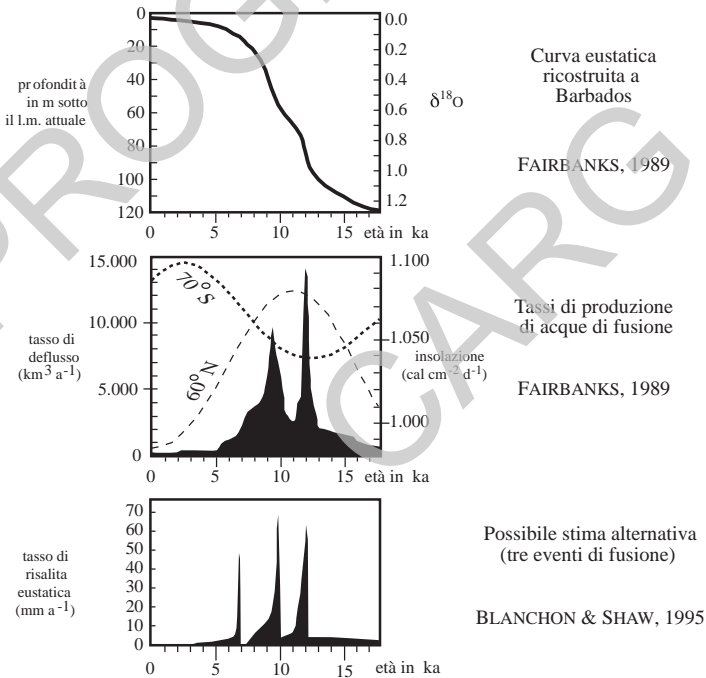 PROGETTO CARG
0
20
40
60
80
100
120
profondità
in m sotto
il l.m. attuale
0.0
0.2
0.4
0.6
0.8
1.0
1.2
δ18O
0 5 10 15 età in ka
Curva eustatica
ricostruita a
Barbados
FAIRBANKS, 1989
15.000
10.000
5.000
0
tasso di
deflusso
(km3 a-1)
70°S
60°N
1.100
1.050
1.000
insolazione
(cal cm-2 d-1)
0 5 10 15 età in ka
Tassi di produzione
di acque di fusione
FAIRBANKS, 1989
70
60
50
40
30
20
10
0
tasso di
risalita
eustatica
(mm a-1)
0 5 10 15 età in ka
Possibile stima alternativa
(tre eventi di fusione)
BLANCHON & SHAW, 1995